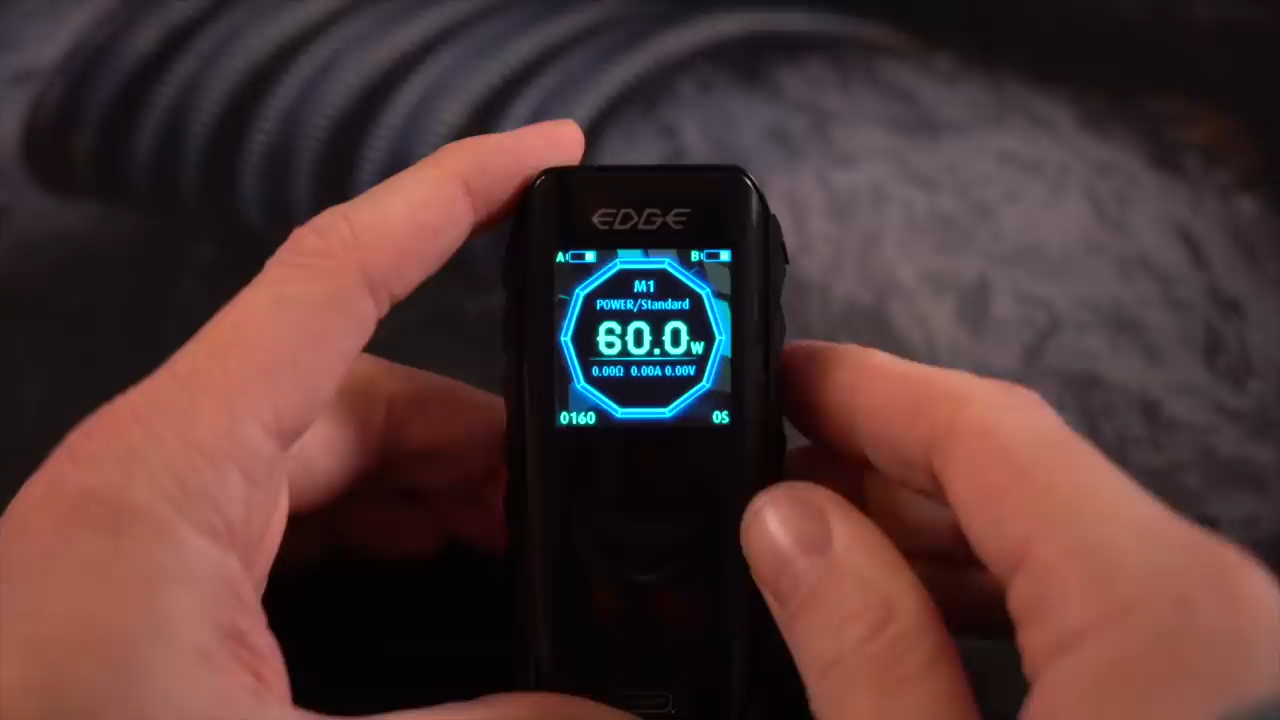 EDGE
A B
M1
POWER/Standard
60.0W
0.00Ω 0.00A 0.00V
0160 0S